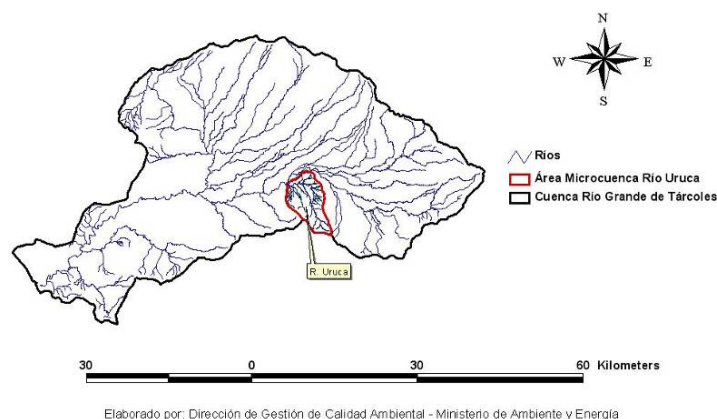 N
W E
S
Ríos
Área Microcuenca Río Uruca
Cuenca Río Grande de Tárcoles
R. Uruca
30 0 30 60 Kilometers
Elaborado por: Dirección de Gestión de Calidad Ambiental - Ministerio de Ambiente y Energía